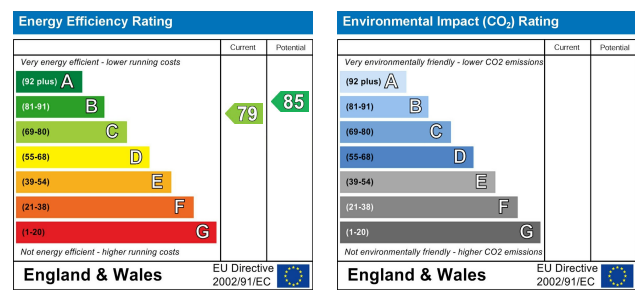 Energy Efficiency Rating
Current Potential
Very energy efficient - lower running costs
(92 plus) A
(81-91) B
(69-80) C
(55-68) D
(39-54) E
(21-38) F
(1-20) G
79
85
Not energy efficient - higher running costs
England & Wales
EU Directive
2002/91/EC
Environmental Impact (CO₂) Rating
Current Potential
Very environmentally friendly - lower CO2 emissions
(92 plus) A
(81-91) B
(69-80) C
(55-68) D
(39-54) E
(21-38) F
(1-20) G
Not environmentally friendly - higher CO2 emissions
England & Wales
EU Directive
2002/91/EC